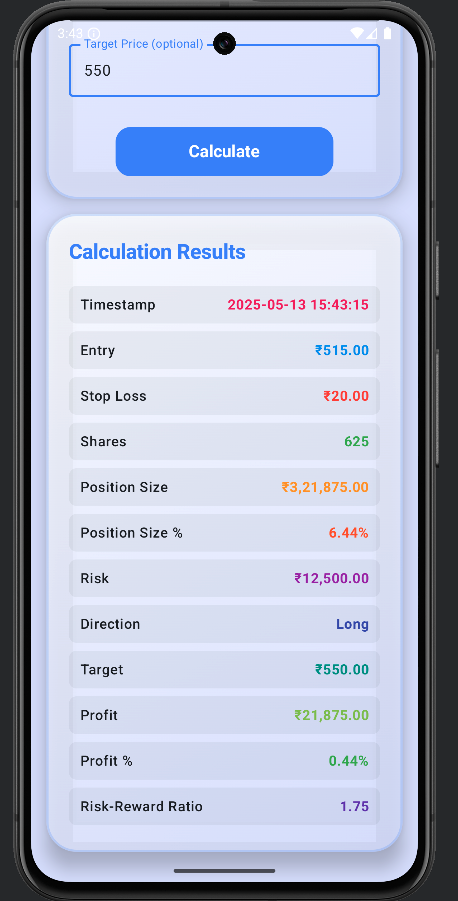 3:43
Target Price (optional)
550
Calculate
Calculation Results
Timestamp 2025-05-13 15:43:15
Entry ₹515.00
Stop Loss ₹20.00
Shares 625
Position Size ₹3,21,875.00
Position Size % 6.44%
Risk ₹12,500.00
Direction Long
Target ₹550.00
Profit ₹21,875.00
Profit % 0.44%
Risk-Reward Ratio 1.75